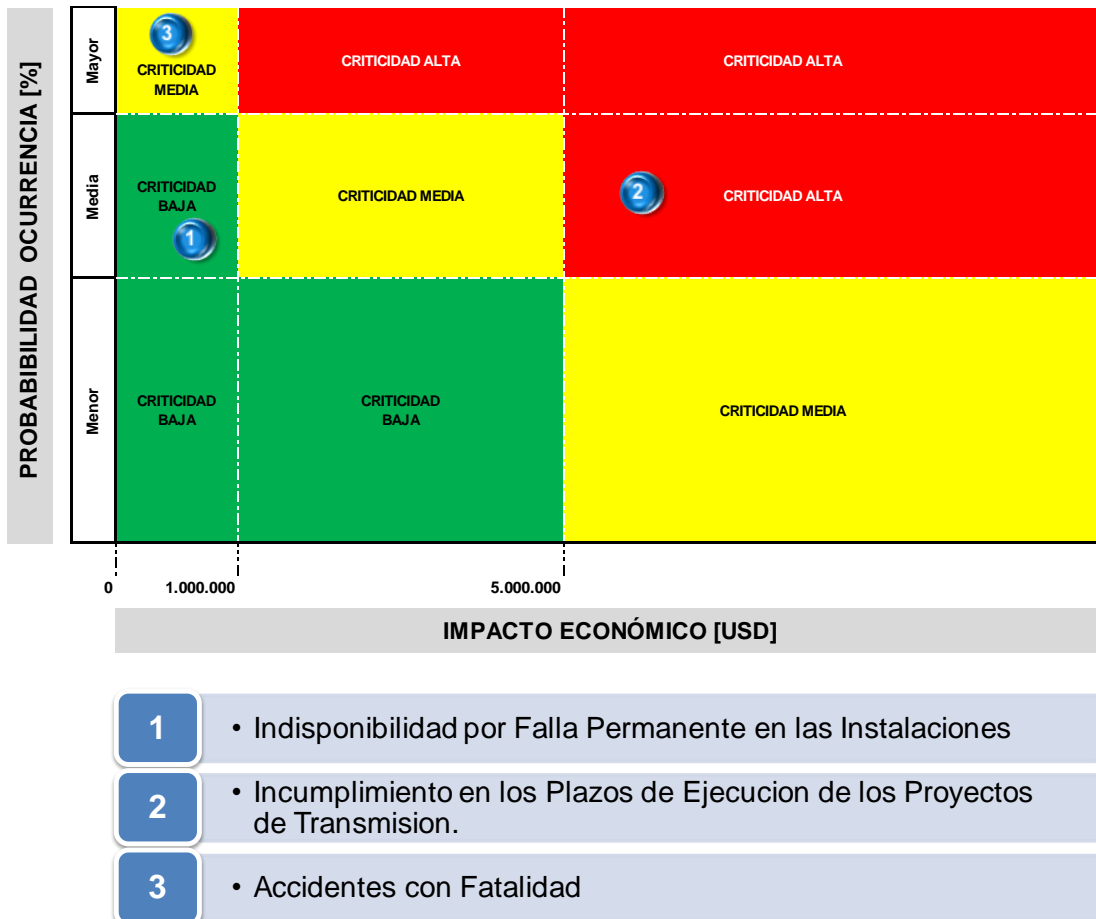 PROBABIBILIDAD OCURRENCIA [%]
Mayor
3
CRITICIDAD
MEDIA
CRITICIDAD ALTA
CRITICIDAD ALTA
Media
CRITICIDAD
BAJA
1
CRITICIDAD MEDIA
2
CRITICIDAD ALTA
Menor
CRITICIDAD
BAJA
CRITICIDAD
BAJA
CRITICIDAD MEDIA
0
1.000.000
5.000.000
IMPACTO ECONÓMICO [USD]
1
• Indisponibilidad por Falla Permanente en las Instalaciones
2
• Incumplimiento en los Plazos de Ejecucion de los Proyectos
de Transmision.
3
• Accidentes con Fatalidad